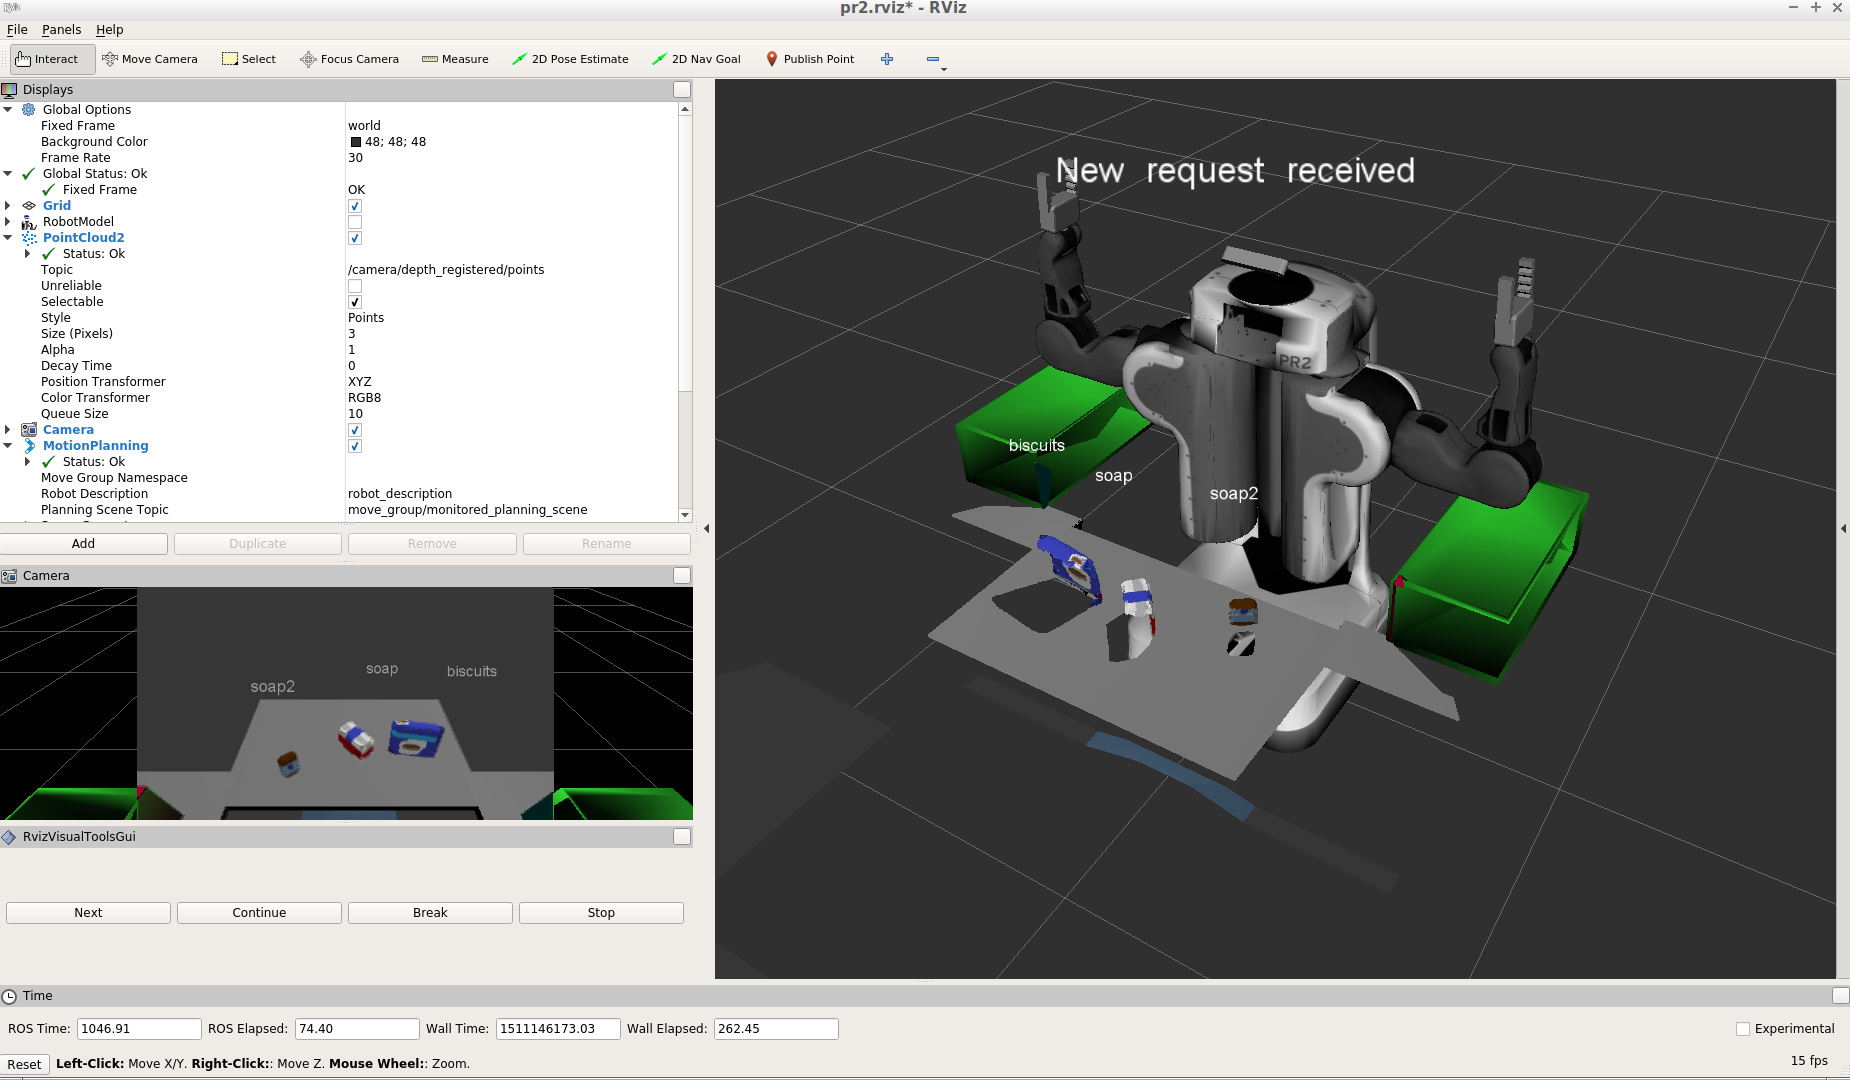 pr2.rviz* - RViz
File Panels Help
Interact Move Camera Select Focus Camera Measure 2D Pose Estimate 2D Nav Goal Publish Point
Displays
Global Options
Fixed Frame world
Background Color 48; 48; 48
Frame Rate 30
Global Status: Ok
Fixed Frame OK
Grid
RobotModel
PointCloud2
Status: Ok
Topic /camera/depth_registered/points
Unreliable
Selectable
Style Points
Size (Pixels) 3
Alpha 1
Decay Time 0
Position Transformer XYZ
Color Transformer RGB8
Queue Size 10
Camera
MotionPlanning
Status: Ok
Move Group Namespace
Robot Description robot_description
Planning Scene Topic move_group/monitored_planning_scene
Add Duplicate Remove Rename
Camera
soap biscuits
soap2
RvizVisualToolsGui
Next Continue Break Stop
New request received
PR2
biscuits
soap
soap2
Time
ROS Time: 1046.91 ROS Elapsed: 74.40 Wall Time: 1511146173.03 Wall Elapsed: 262.45 Experimental
Reset Left-Click: Move X/Y. Right-Click:: Move Z. Mouse Wheel:: Zoom. 15 fps